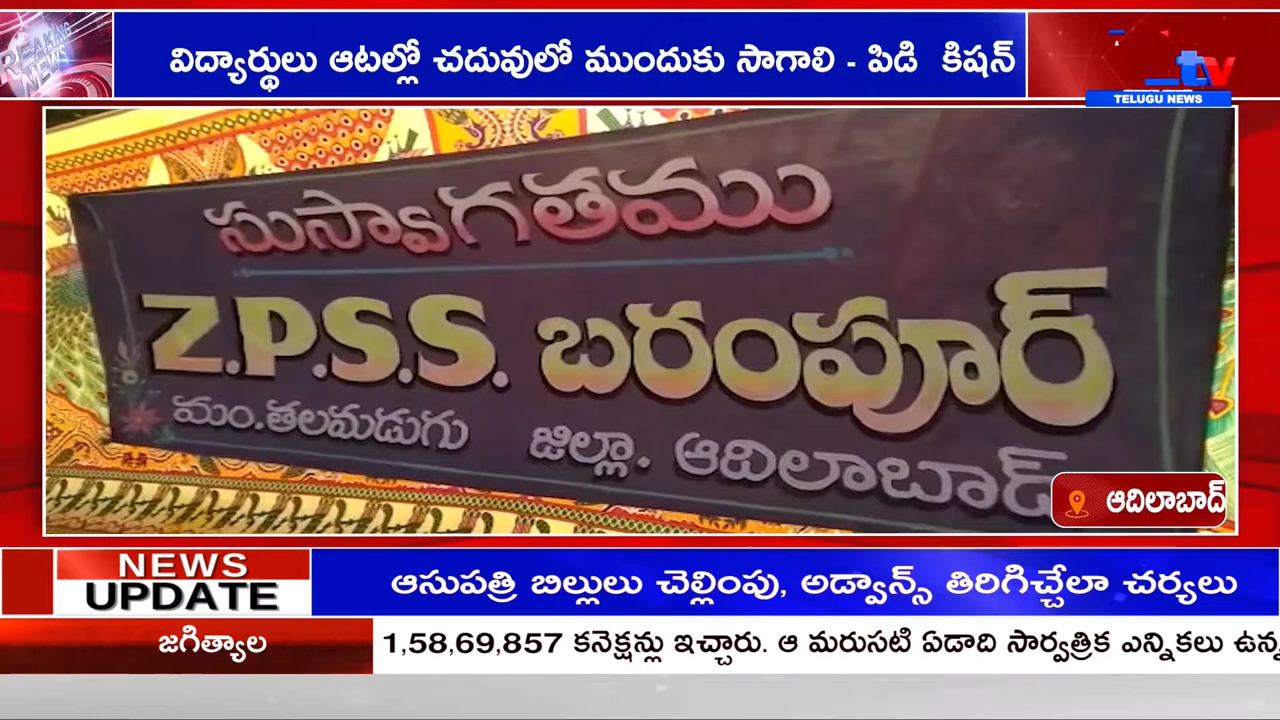 BREAKING NEWS
విద్యార్థులు ఆటల్లో చదువులో ముందుకు సాగాలి - పిడి కిషన్
tv
TELUGU NEWS
సుస్వాగతము
Z.P.S.S. బరంపూర్
మం.తలమడుగు జిల్లా. ఆదిలాబాద్
ఆదిలాబాద్
NEWS
UPDATE
ఆసుపత్రి బిల్లులు చెల్లింపు, అడ్వాన్స్ తిరిగిచ్చేలా చర్యలు
జగిత్యాల
1,58,69,857 కనెక్షన్లు ఇచ్చారు. ఆ మరుసటి ఏడాది సార్వత్రిక ఎన్నికలు